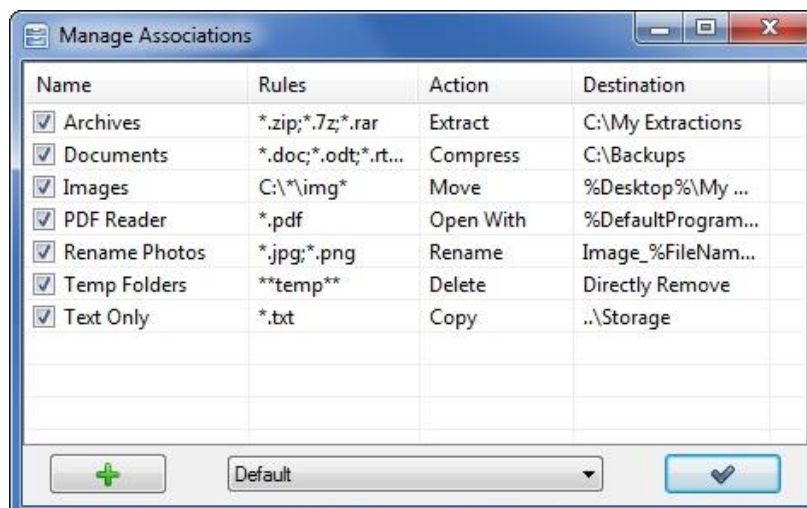 Manage Associations
Name Rules Action Destination
Archives *.zip;*.7z;*.rar Extract C:\My Extractions
Documents *.doc;*.odt;*.rt... Compress C:\Backups
Images C:\*\img* Move %Desktop%\My ...
PDF Reader *.pdf Open With %DefaultProgram...
Rename Photos *.jpg;*.png Rename Image_%FileNam...
Temp Folders **temp** Delete Directly Remove
Text Only *.txt Copy ..\Storage
Default